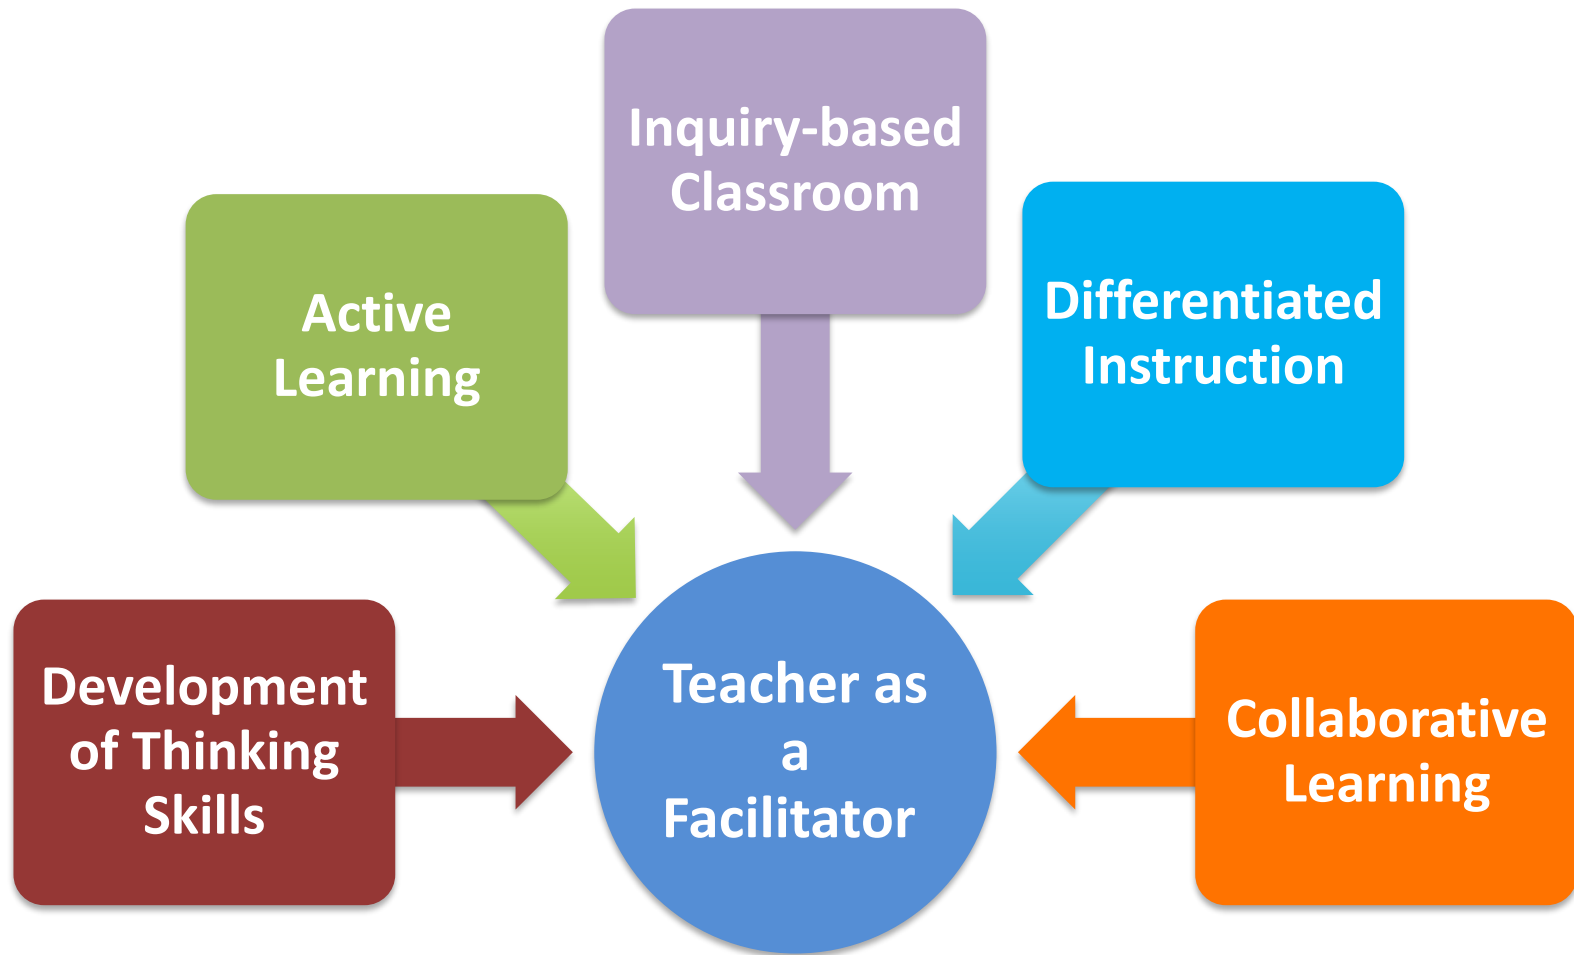 Inquiry-based
Classroom
Active
Learning
Differentiated
Instruction
Development
of Thinking
Skills
Teacher as
a
Facilitator
Collaborative
Learning